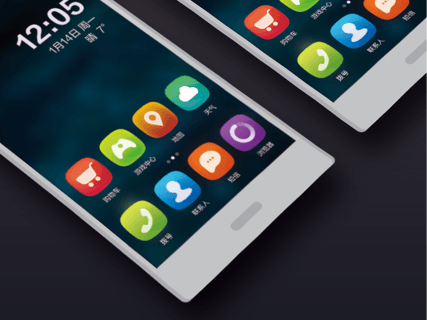 12:05
1月14日 周一
晴 7°
购物车
游戏中心
地图
天气
拨号
联系人
短信
浏览器
购物车
游戏中心
拨号
联系人
短信